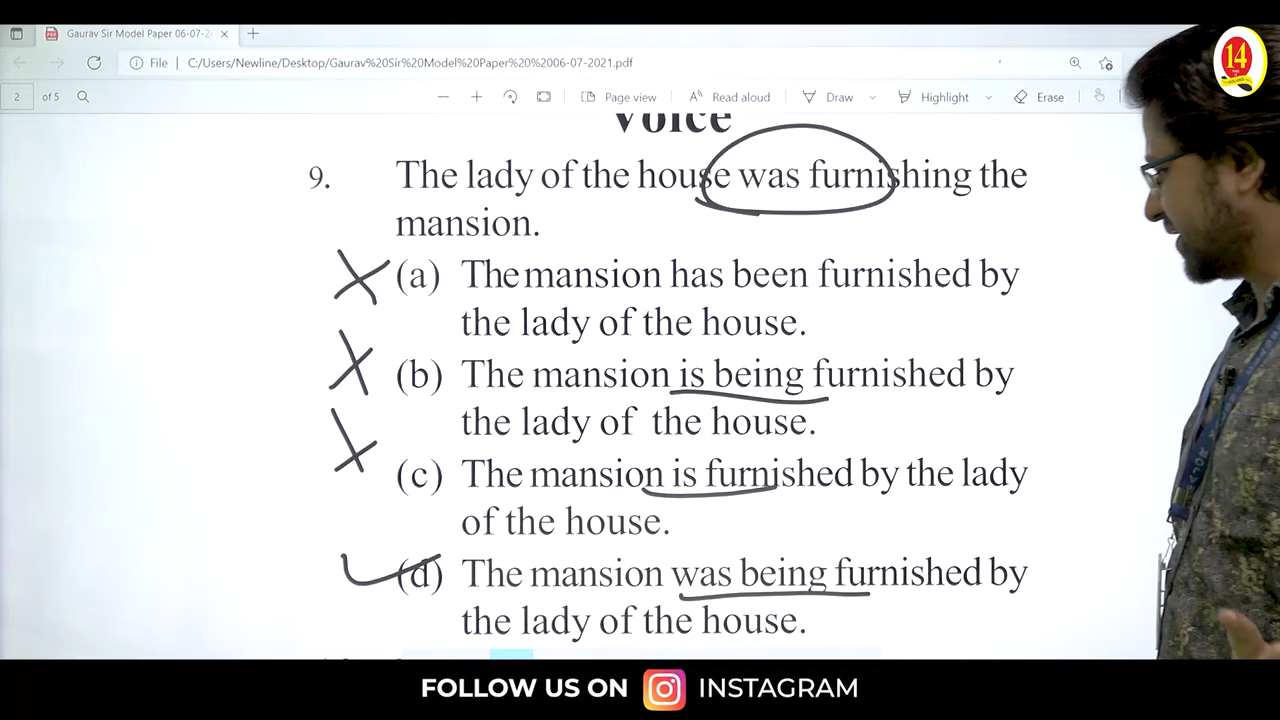 Gaurav Sir Model Paper 06-07-2
File C:/Users/Newline/Desktop/Gaurav%20Sir%20Model%20Paper%20%2006-07-2021.pdf
2 of 5 Page view Read aloud Draw Highlight Erase
14
Voice
9. The lady of the house was furnishing the
mansion.
(a) The mansion has been furnished by
the lady of the house.
(b) The mansion is being furnished by
the lady of the house.
(c) The mansion is furnished by the lady
of the house.
(d) The mansion was being furnished by
the lady of the house.
FOLLOW US ON INSTAGRAM